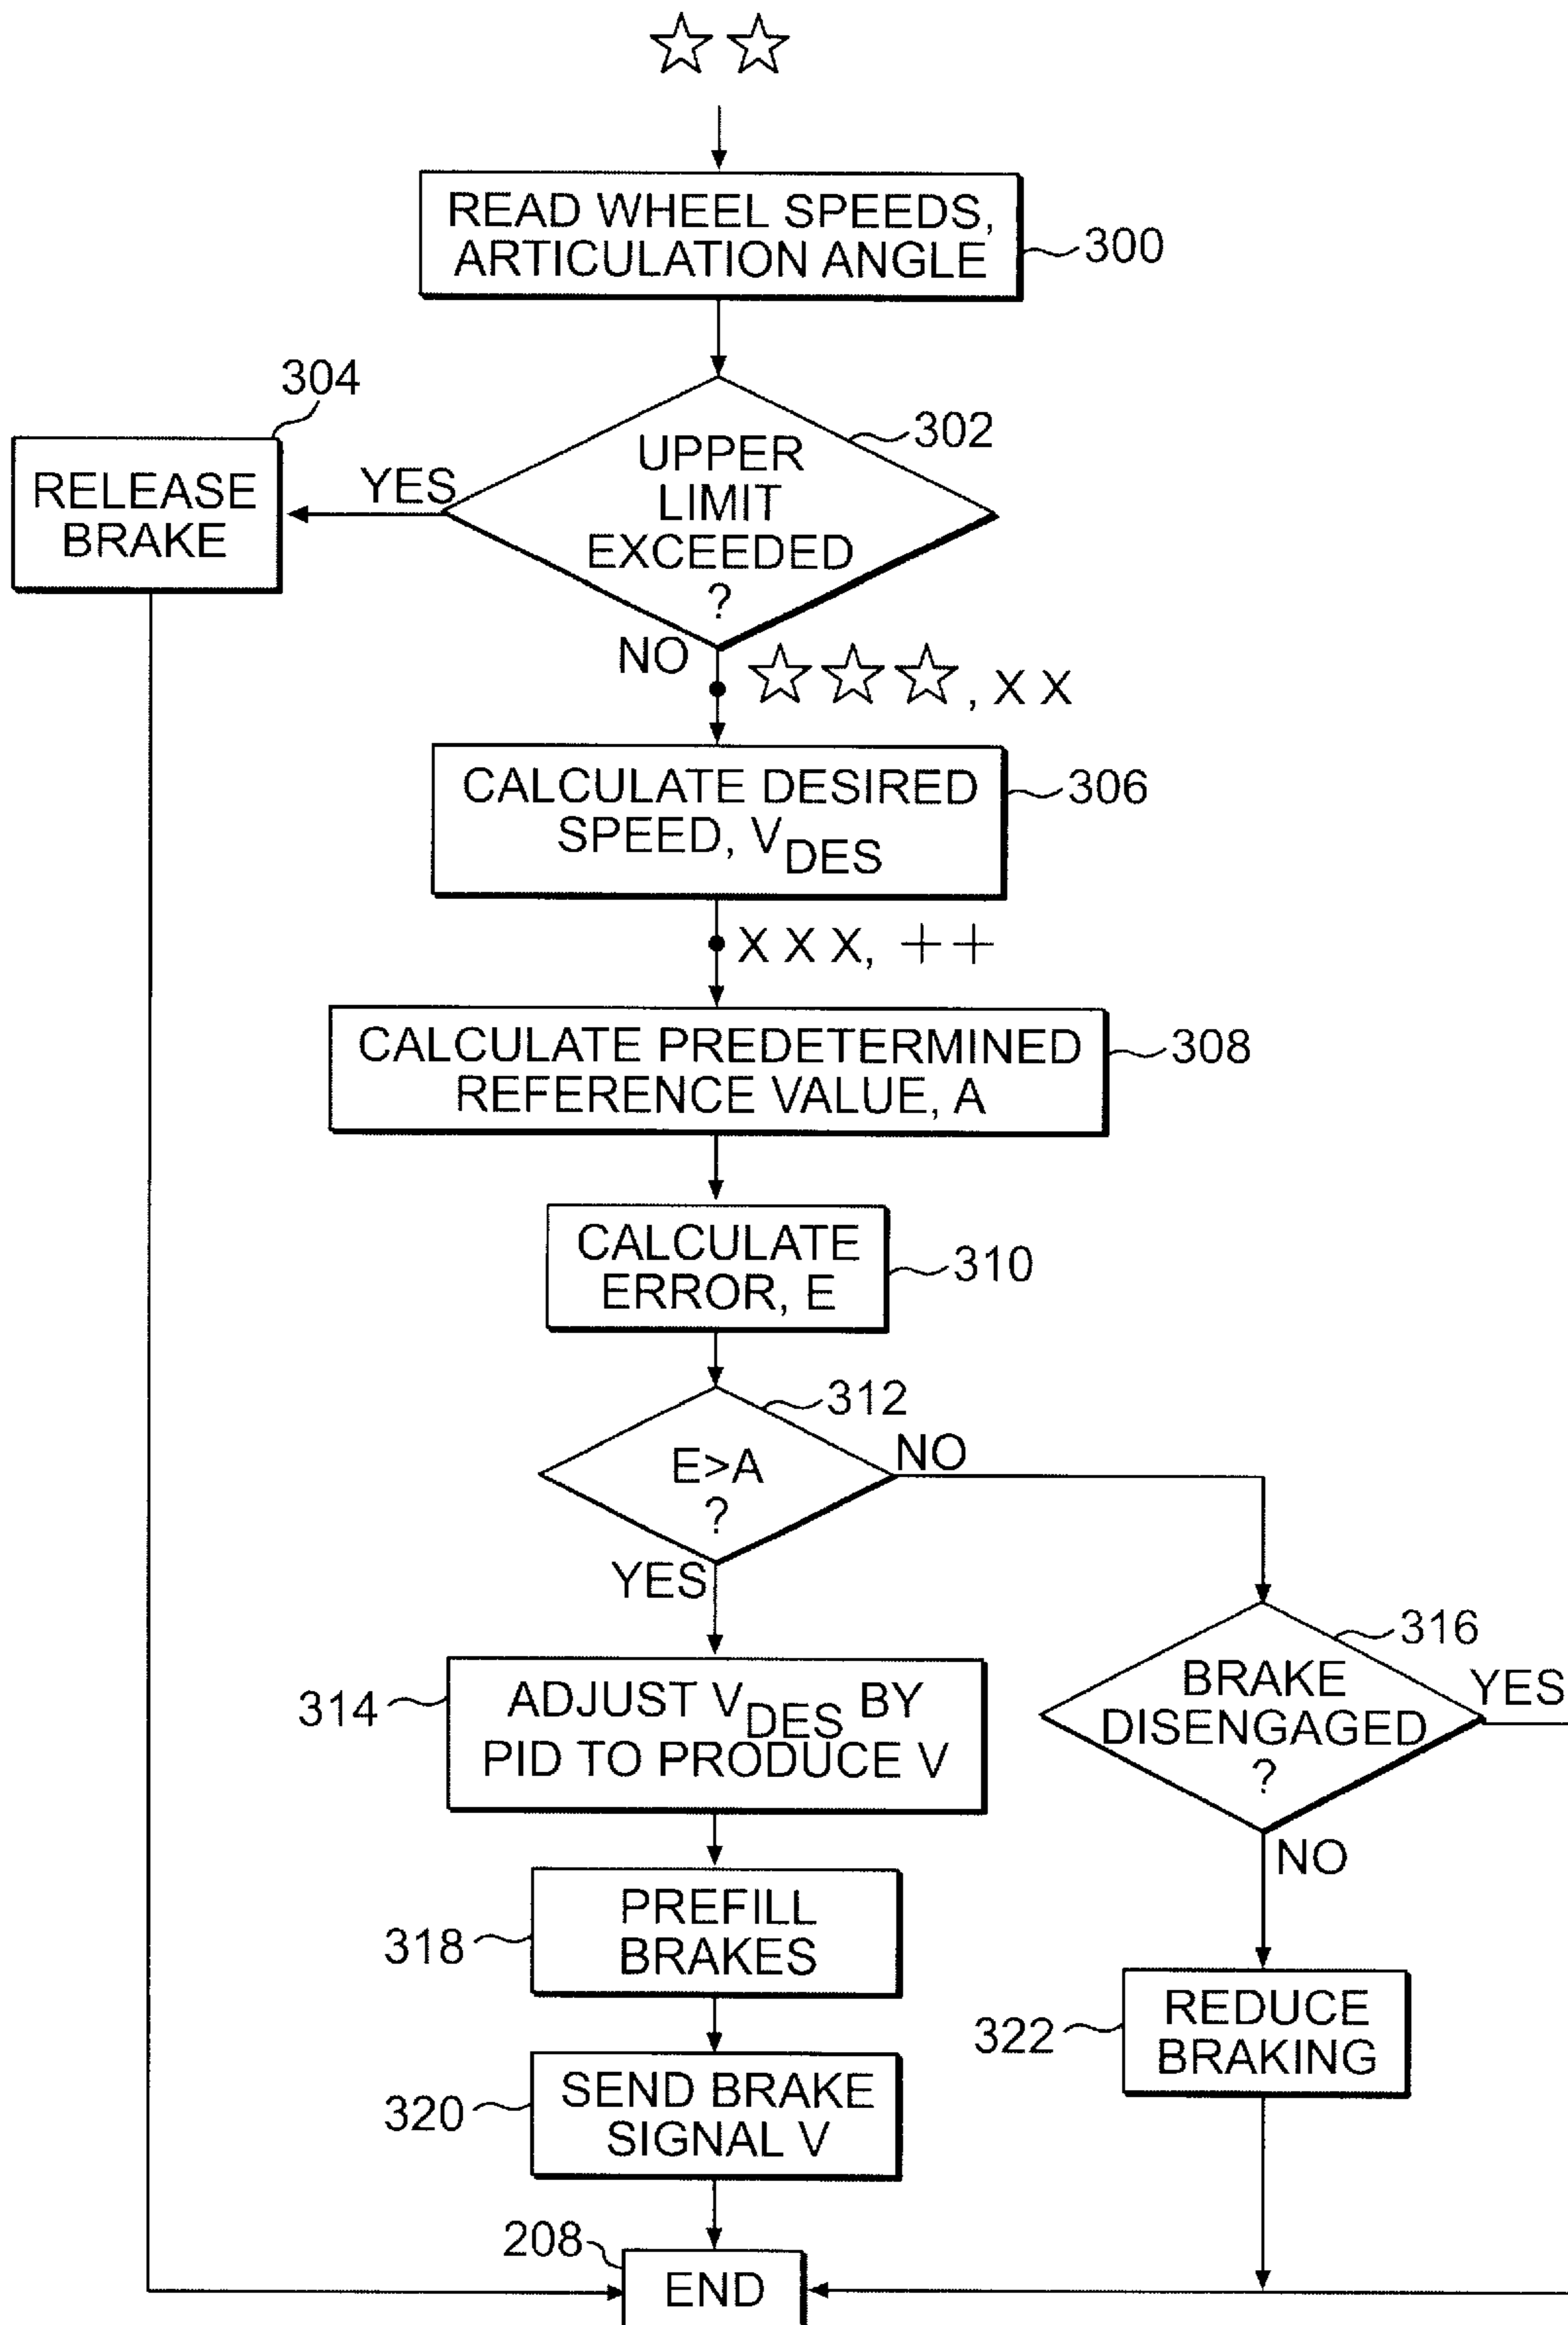 ☆☆
READ WHEEL SPEEDS,
ARTICULATION ANGLE
300
304
302
UPPER
LIMIT
EXCEEDED
?
YES
RELEASE
BRAKE
NO
☆☆☆, X X
CALCULATE DESIRED
SPEED, VDES
306
X X X, + +
CALCULATE PREDETERMINED
REFERENCE VALUE, A
308
CALCULATE
ERROR, E
310
312
E>A
?
NO
YES
314
ADJUST VDES BY
PID TO PRODUCE V
316
BRAKE
DISENGAGED
?
YES
NO
318
PREFILL
BRAKES
322
REDUCE
BRAKING
320
SEND BRAKE
SIGNAL V
208
END